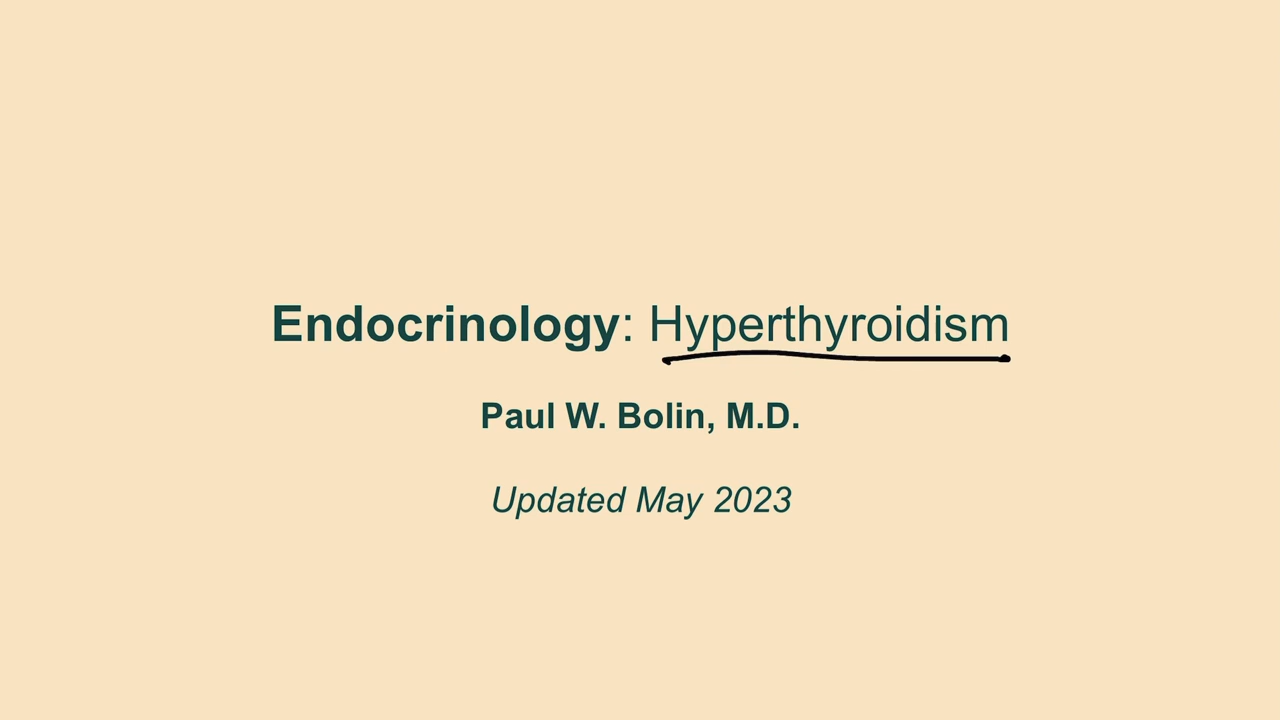 Endocrinology: Hyperthyroidism
Paul W. Bolin, M.D.
Updated May 2023